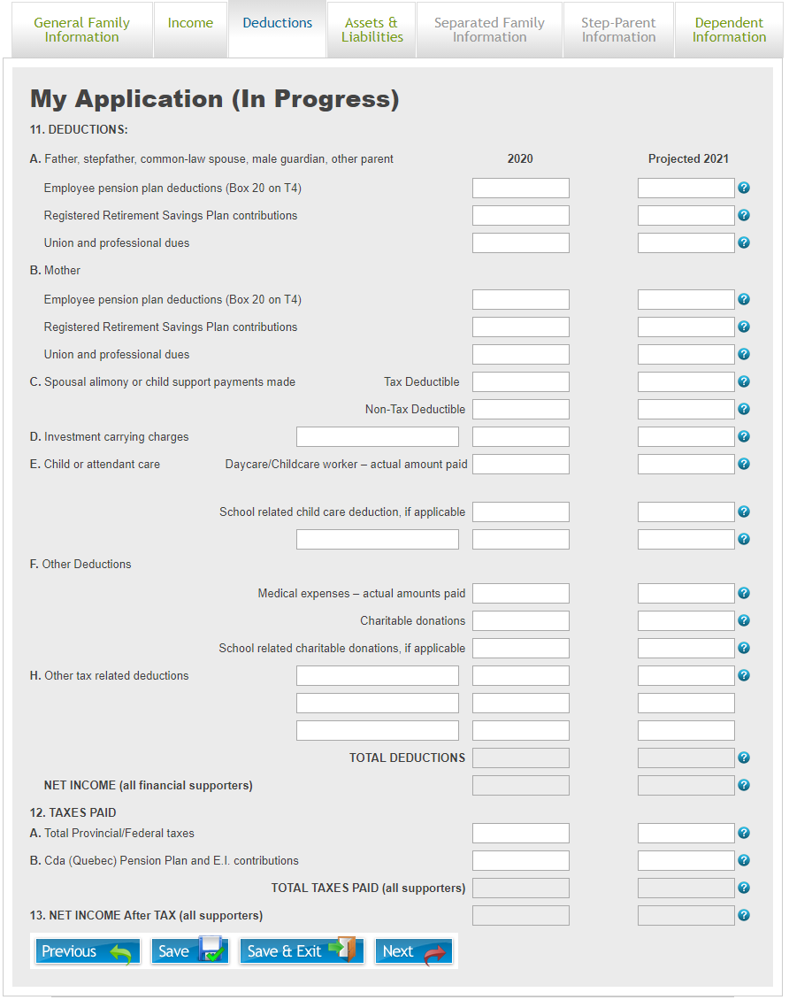 General Family Information
Income
Deductions
Assets & Liabilities
Separated Family Information
Step-Parent Information
Dependent Information
My Application (In Progress)
11. DEDUCTIONS:
A. Father, stepfather, common-law spouse, male guardian, other parent 2020 Projected 2021
Employee pension plan deductions (Box 20 on T4) ?
Registered Retirement Savings Plan contributions ?
Union and professional dues ?
B. Mother
Employee pension plan deductions (Box 20 on T4) ?
Registered Retirement Savings Plan contributions ?
Union and professional dues ?
C. Spousal alimony or child support payments made Tax Deductible ?
Non-Tax Deductible ?
D. Investment carrying charges ?
E. Child or attendant care Daycare/Childcare worker – actual amount paid ?
School related child care deduction, if applicable ?
?
F. Other Deductions
Medical expenses – actual amounts paid ?
Charitable donations ?
School related charitable donations, if applicable ?
H. Other tax related deductions ?
TOTAL DEDUCTIONS ?
NET INCOME (all financial supporters) ?
12. TAXES PAID
A. Total Provincial/Federal taxes ?
B. Cda (Quebec) Pension Plan and E.I. contributions ?
TOTAL TAXES PAID (all supporters) ?
13. NET INCOME After TAX (all supporters) ?
Previous Save Save & Exit Next